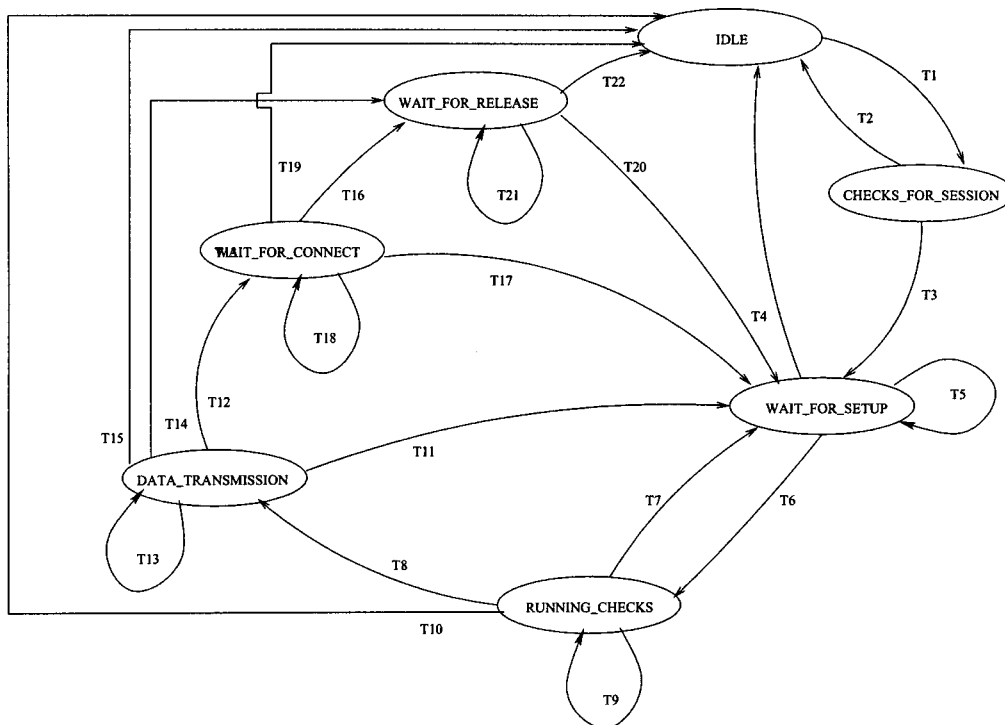 IDLE
T1
T22
T2
WAIT_FOR_RELEASE
T19
T16
T21
T20
CHECKS_FOR_SESSION
WAIT_FOR_CONNECT
T17
T3
T18
T4
T12
WAIT_FOR_SETUP
T5
T15
T14
T11
DATA_TRANSMISSION
T7
T6
T13
T8
RUNNING_CHECKS
T10
T9